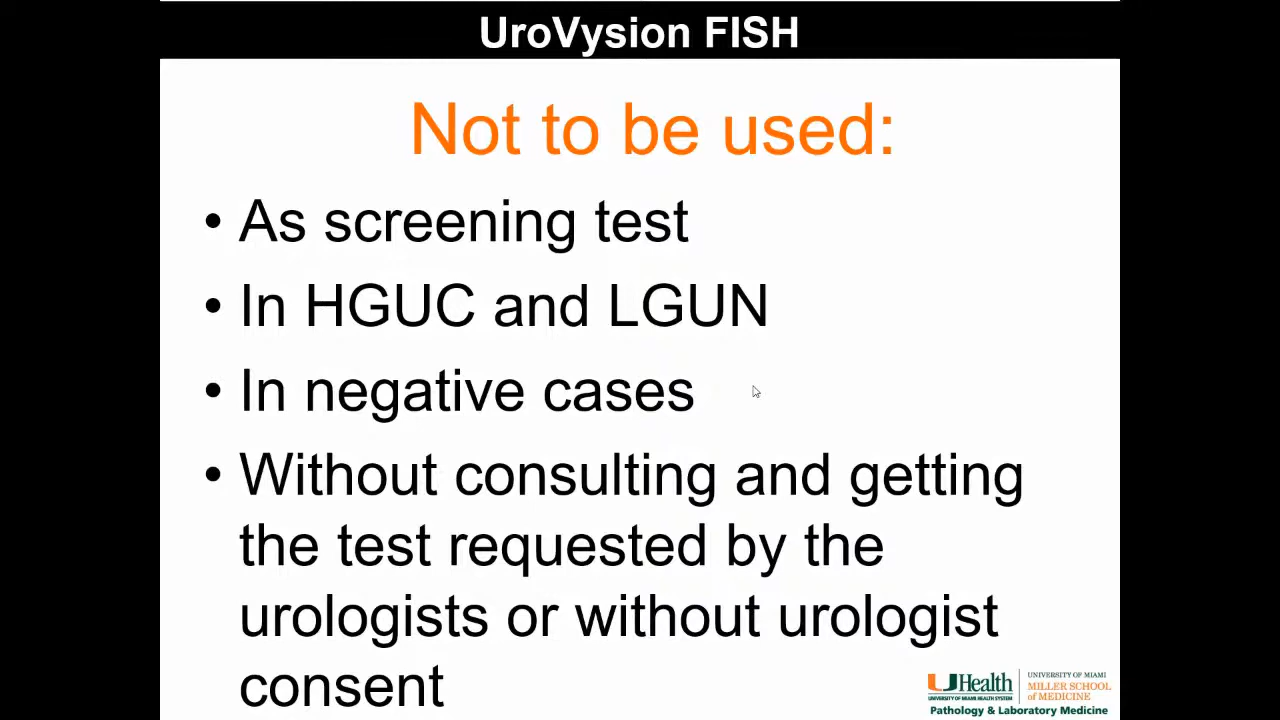 UroVysion FISH
Not to be used:
• As screening test
• In HGUC and LGUN
• In negative cases
• Without consulting and getting
the test requested by the
urologists or without urologist
consent
UHealth
UNIVERSITY OF MIAMI HEALTH SYSTEM
UNIVERSITY OF MIAMI
MILLER SCHOOL
of MEDICINE
Pathology & Laboratory Medicine